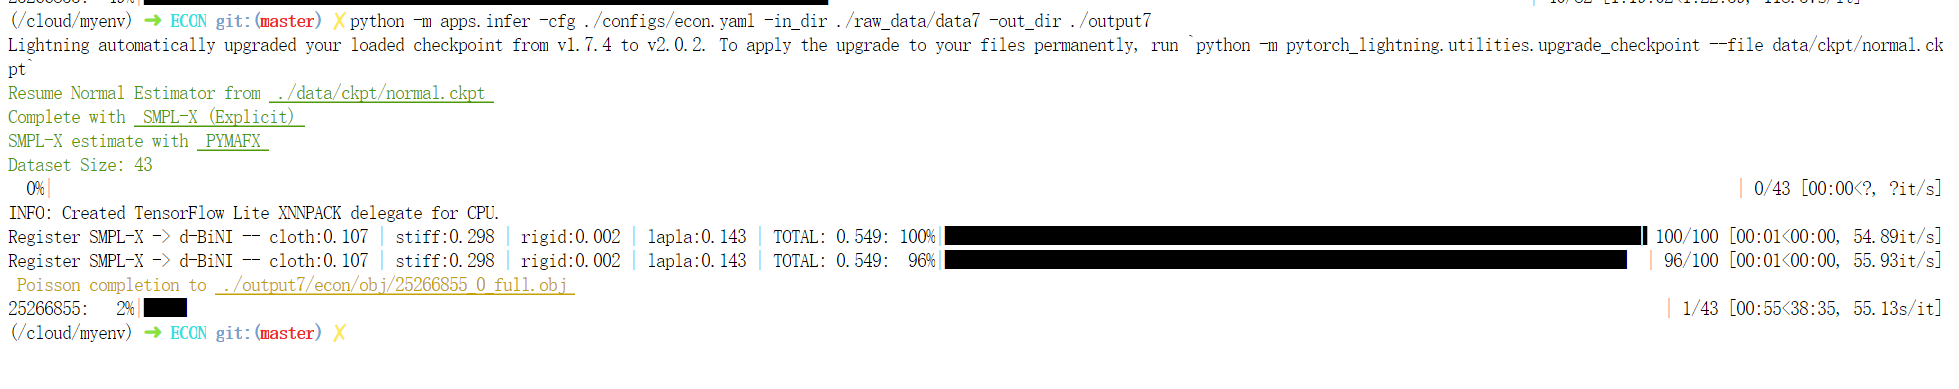 (/cloud/myenv) ➜ ECON git:(master) ✗ python -m apps.infer -cfg ./configs/econ.yaml -in_dir ./raw_data/data7 -out_dir ./output7
Lightning automatically upgraded your loaded checkpoint from v1.7.4 to v2.0.2. To apply the upgrade to your files permanently, run `python -m pytorch_lightning.utilities.upgrade_checkpoint --file data/ckpt/normal.ck
pt`
Resume Normal Estimator from ./data/ckpt/normal.ckpt
Complete with SMPL-X (Explicit)
SMPL-X estimate with PYMAFX
Dataset Size: 43
0%| | 0/43 [00:00<?, ?it/s]
INFO: Created TensorFlow Lite XNNPACK delegate for CPU.
Register SMPL-X -> d-BiNI -- cloth:0.107 | stiff:0.298 | rigid:0.002 | lapla:0.143 | TOTAL: 0.549: 100%| | 100/100 [00:01<00:00, 54.89it/s]
Register SMPL-X -> d-BiNI -- cloth:0.107 | stiff:0.298 | rigid:0.002 | lapla:0.143 | TOTAL: 0.549: 96%| | 96/100 [00:01<00:00, 55.93it/s]
Poisson completion to ./output7/econ/obj/25266855_0_full.obj
25266855: 2%| | 1/43 [00:55<38:35, 55.13s/it]
(/cloud/myenv) ➜ ECON git:(master) ✗